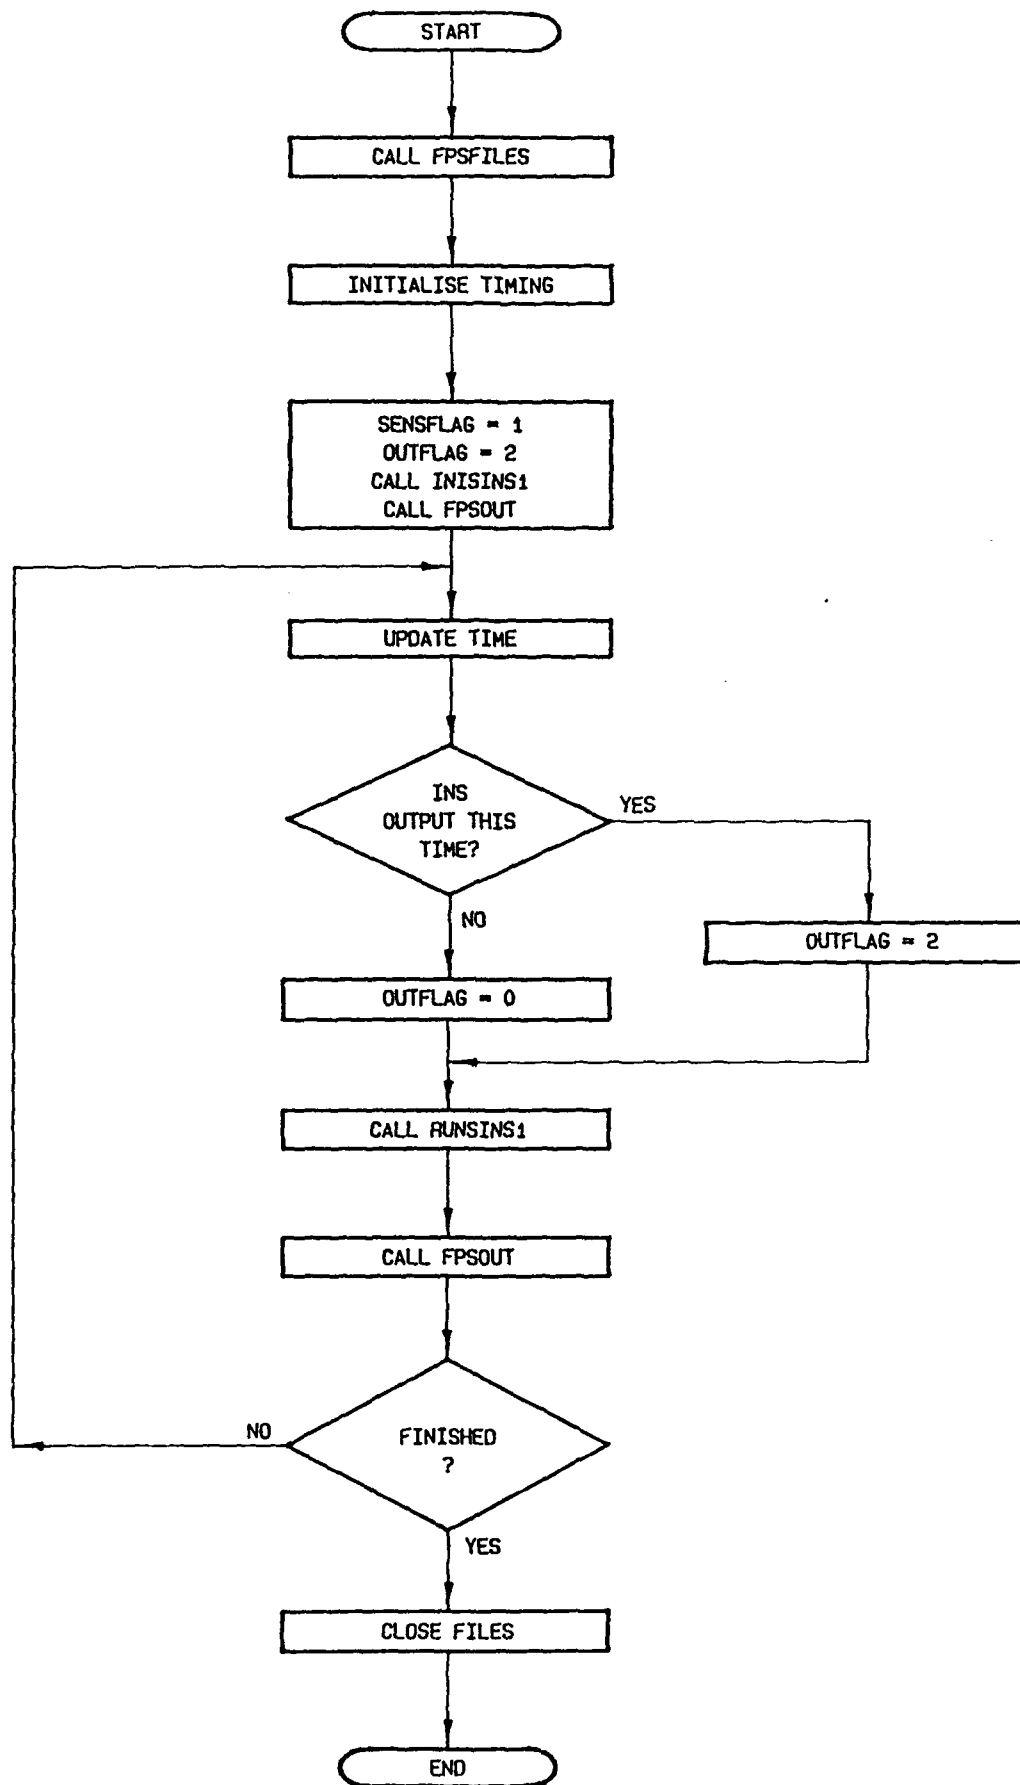 START
CALL FPSFILES
INITIALISE TIMING
SENSFLAG = 1
OUTFLAG = 2
CALL INISINS1
CALL FPSOUT
UPDATE TIME
INS
OUTPUT THIS
TIME?
YES
NO
OUTFLAG = 2
OUTFLAG = 0
CALL RUNSINS1
CALL FPSOUT
NO
FINISHED
?
YES
CLOSE FILES
END